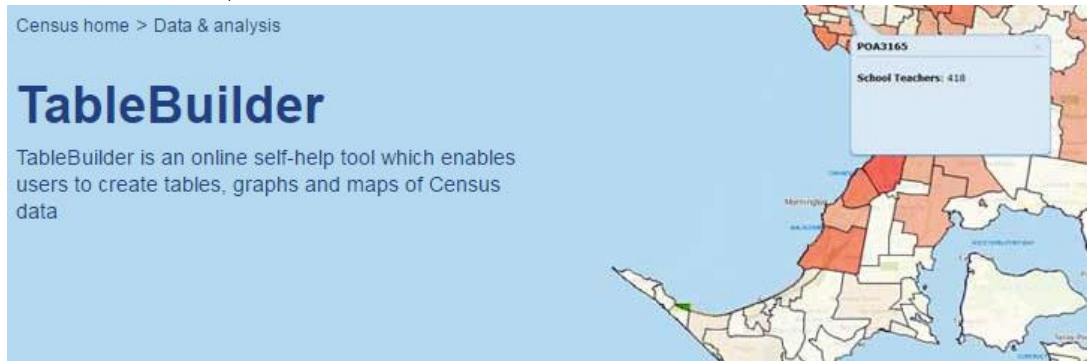 Census home > Data & analysis
TableBuilder
TableBuilder is an online self-help tool which enables
users to create tables, graphs and maps of Census
data
POA3165
School Teachers: 418
Mornington